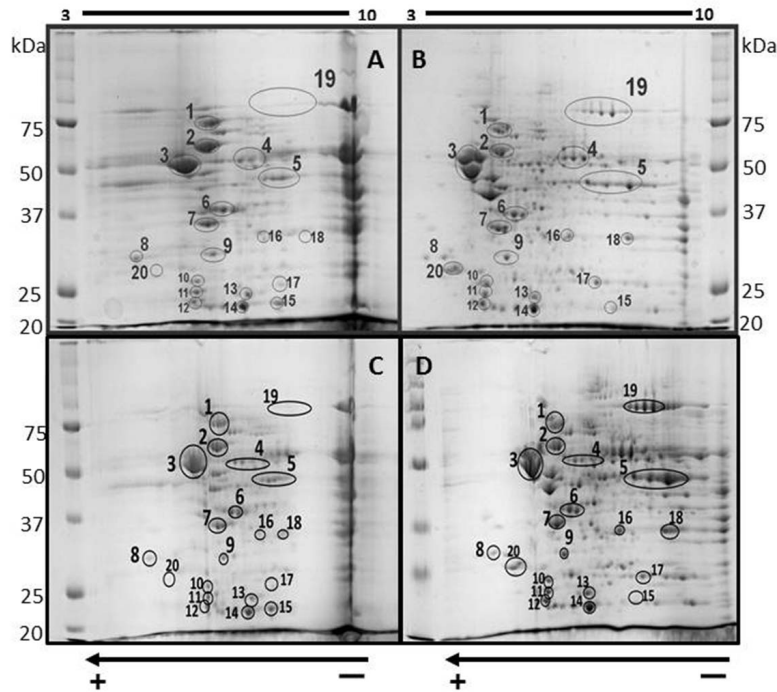 3 10 3 10
kDa A B kDa
19 19
1 1
75 75
2 2
3 4 3 4
50 5 5 50
6 6
37 7 7 37
16 18 16 18
8 9 8 9
20 20
10 17 10 17
25 11 13 11 13 25
12 14 15 12 14 15
20 20
C D
19 19
1 1
75
2 2
3 4 3 4
50 5 5
6 6
37 7 16 18 7 16 18
8 9 8 9
20 20
10 17 10 17
25 11 13 11 13
12 14 15 12 14 15
20
+ − + −